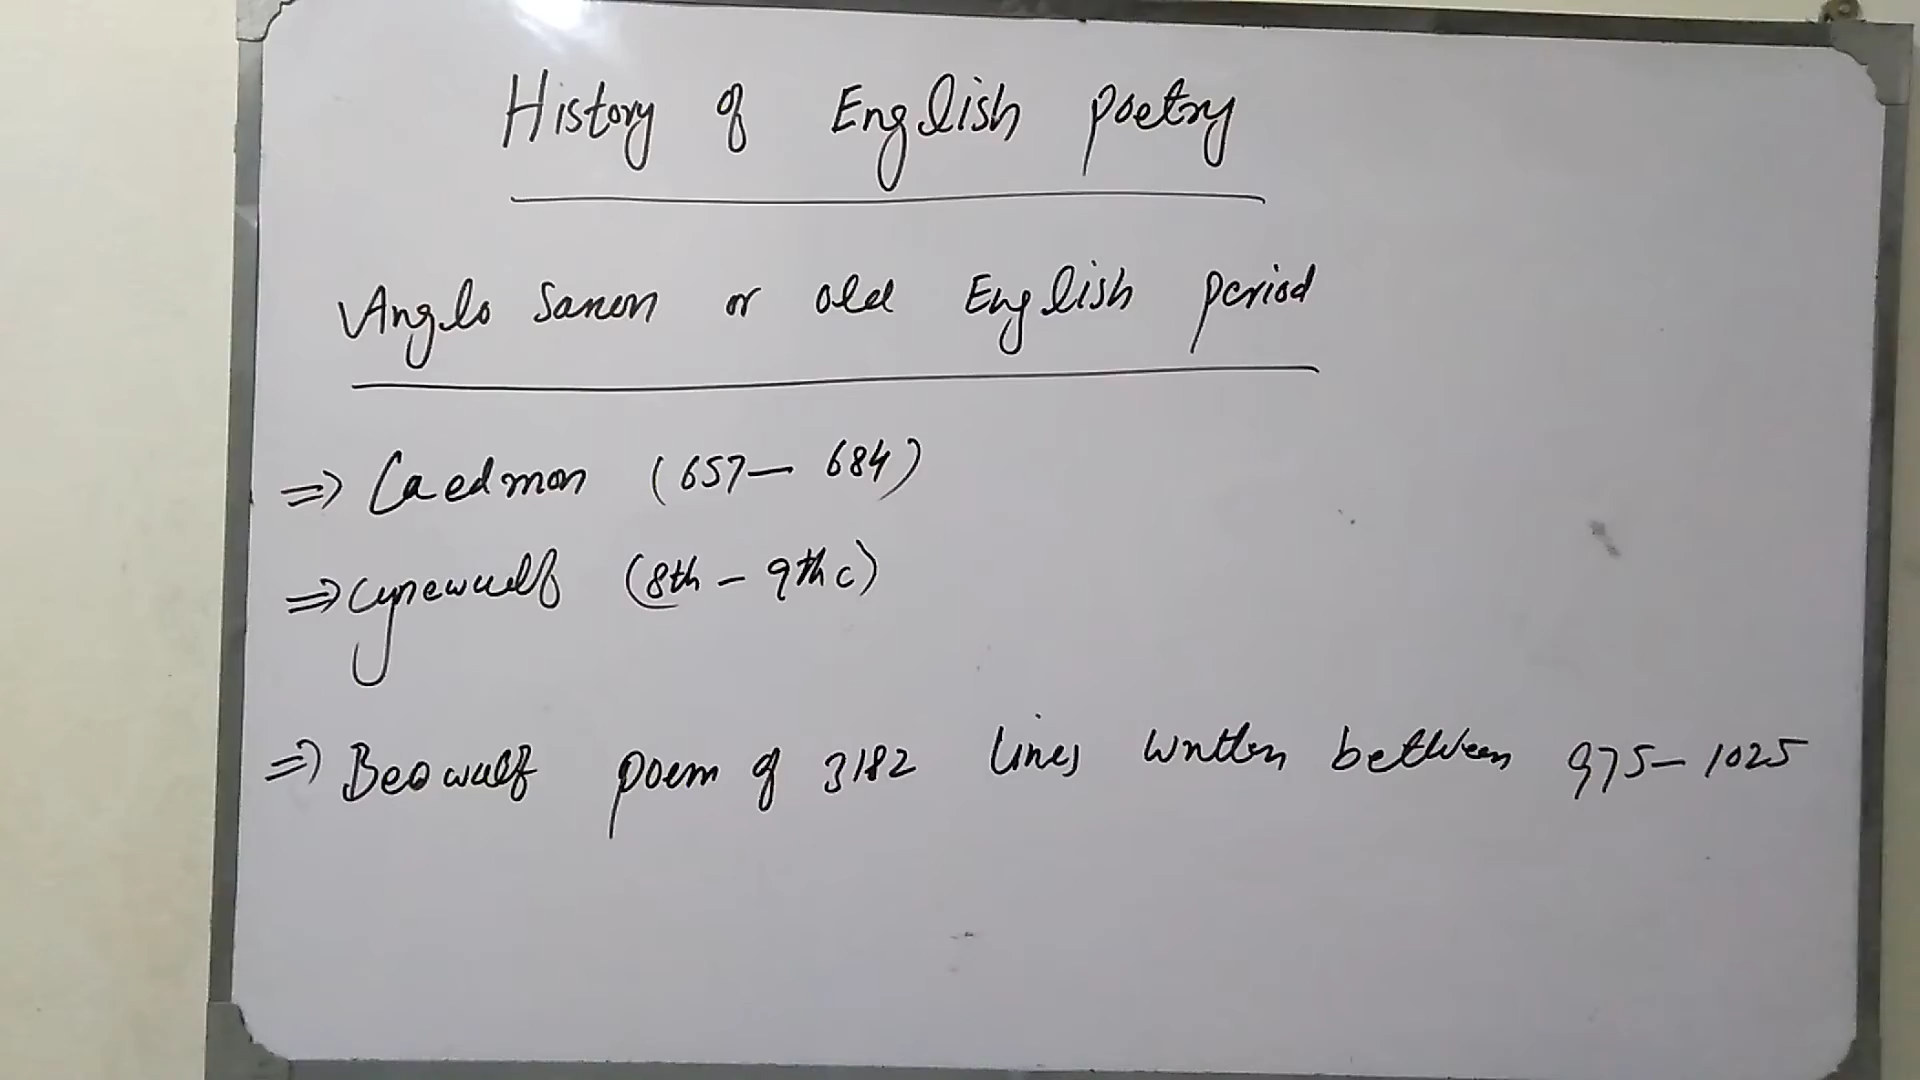 History of English poetry
Anglo Saxon or old English period
⇒ Caedmon (657- 684)
⇒ Cynewulf (8th - 9th c)
⇒ Beowulf poem of 3182 lines written between 975-1025